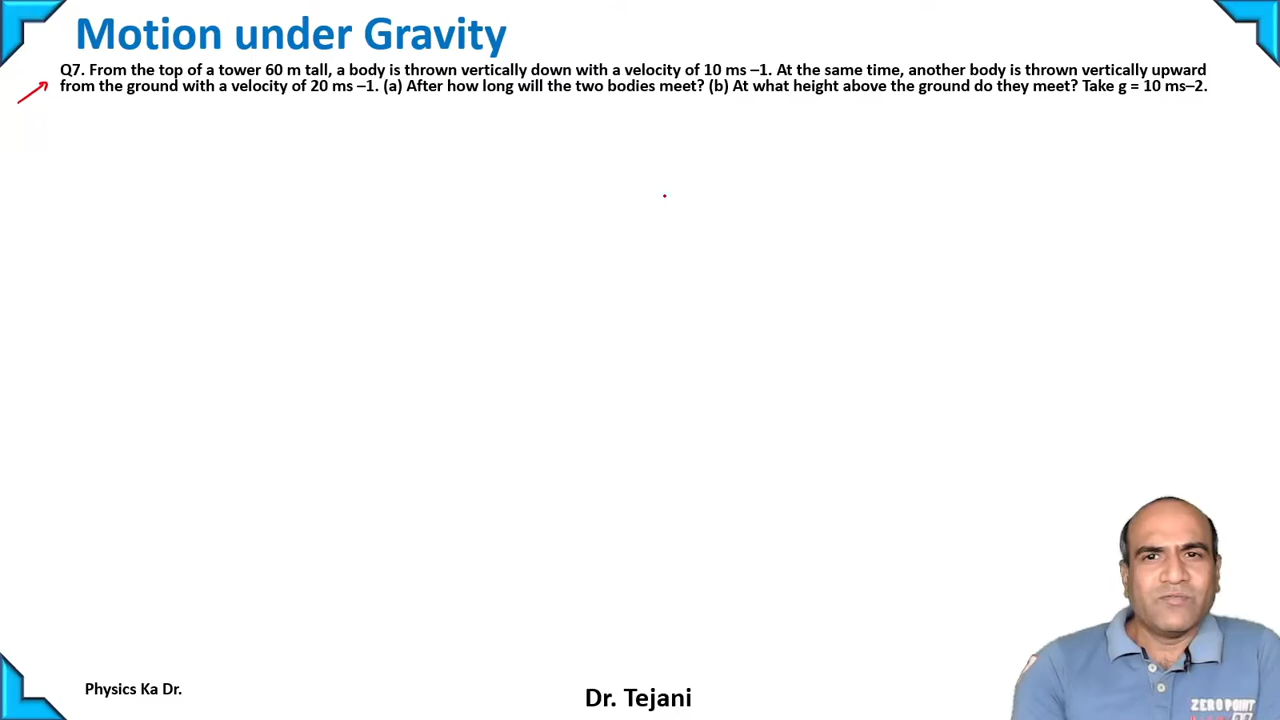 Motion under Gravity
Q7. From the top of a tower 60 m tall, a body is thrown vertically down with a velocity of 10 ms –1. At the same time, another body is thrown vertically upward
from the ground with a velocity of 20 ms –1. (a) After how long will the two bodies meet? (b) At what height above the ground do they meet? Take g = 10 ms–2.
ZERO POINT
Physics Ka Dr.
Dr. Tejani